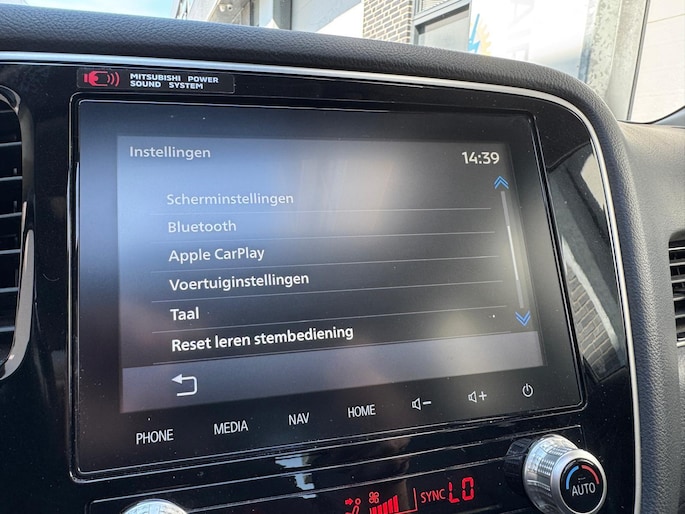 MITSUBISHI POWER
SOUND SYSTEM
Instellingen
14:39
Scherminstellingen
Bluetooth
Apple CarPlay
Voertuiginstellingen
Taal
Reset leren stembediening
PHONE
MEDIA
NAV
HOME
SYNC LO
AUTO